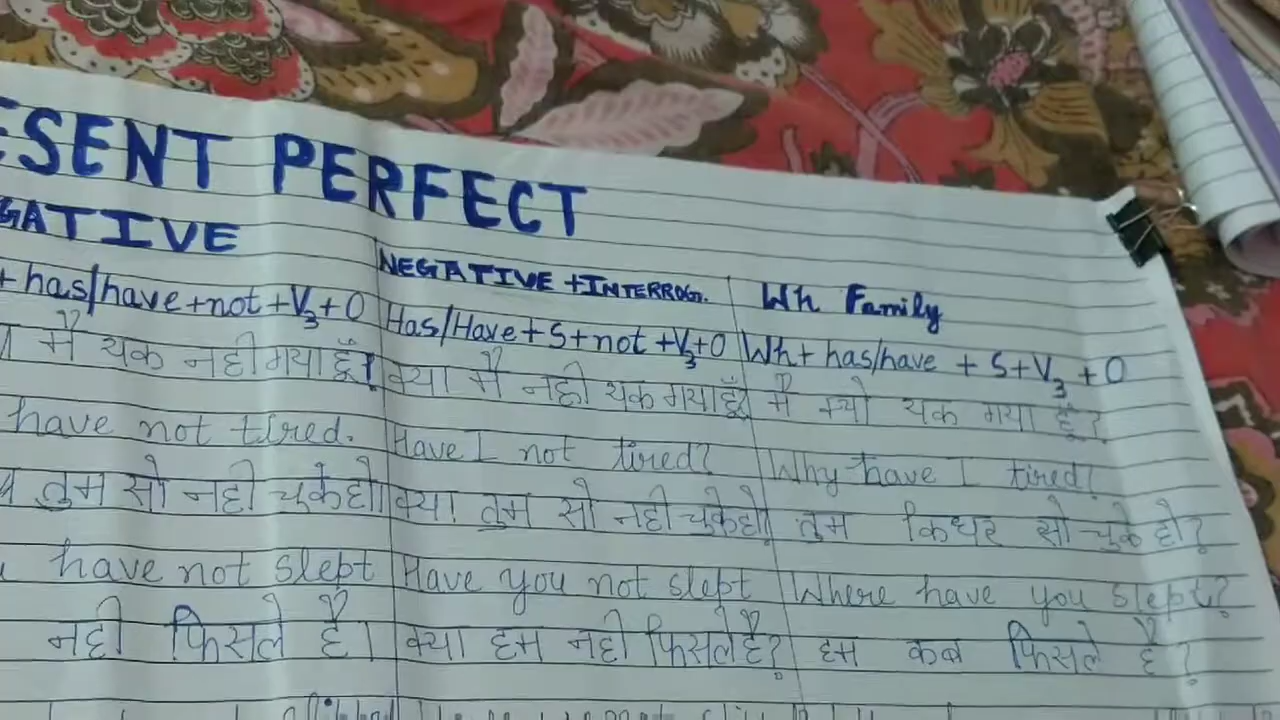 ESENT PERFECT
GATIVE
NEGATIVE + INTERROG.
Wh Family
+ has/have + not + V3 + O
Has/Have + S + not + V3 + O
Wh + has/have + S + V3 + O
मैं थक नहीं गया हूँ।
क्या मैं नही थक गया हूँ?
मैं क्यो थक गया हूँ?
have not tired.
Have I not tired?
Why have I tired?
तुम सो नही चुके हो
क्या तुम सो नही चुके हो?
तुम किधर सो चुके हो?
have not slept
Have you not slept
Where have you slept?
नही फिसले हैं।
क्या हम नही फिसले हैं?
हम कब फिसले हैं?